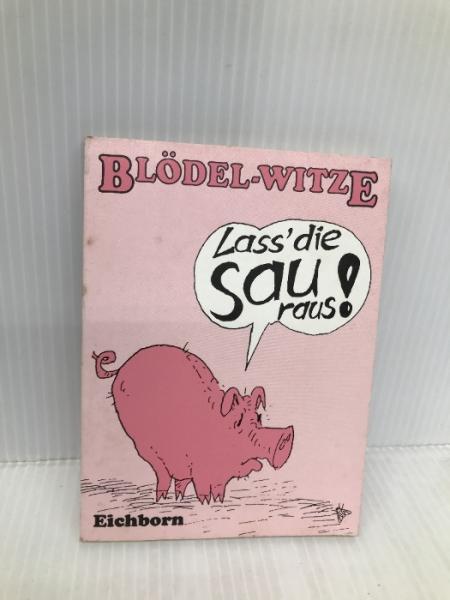 BLÖDEL-WITZE
Lass' die
Sau
raus!
Eichborn